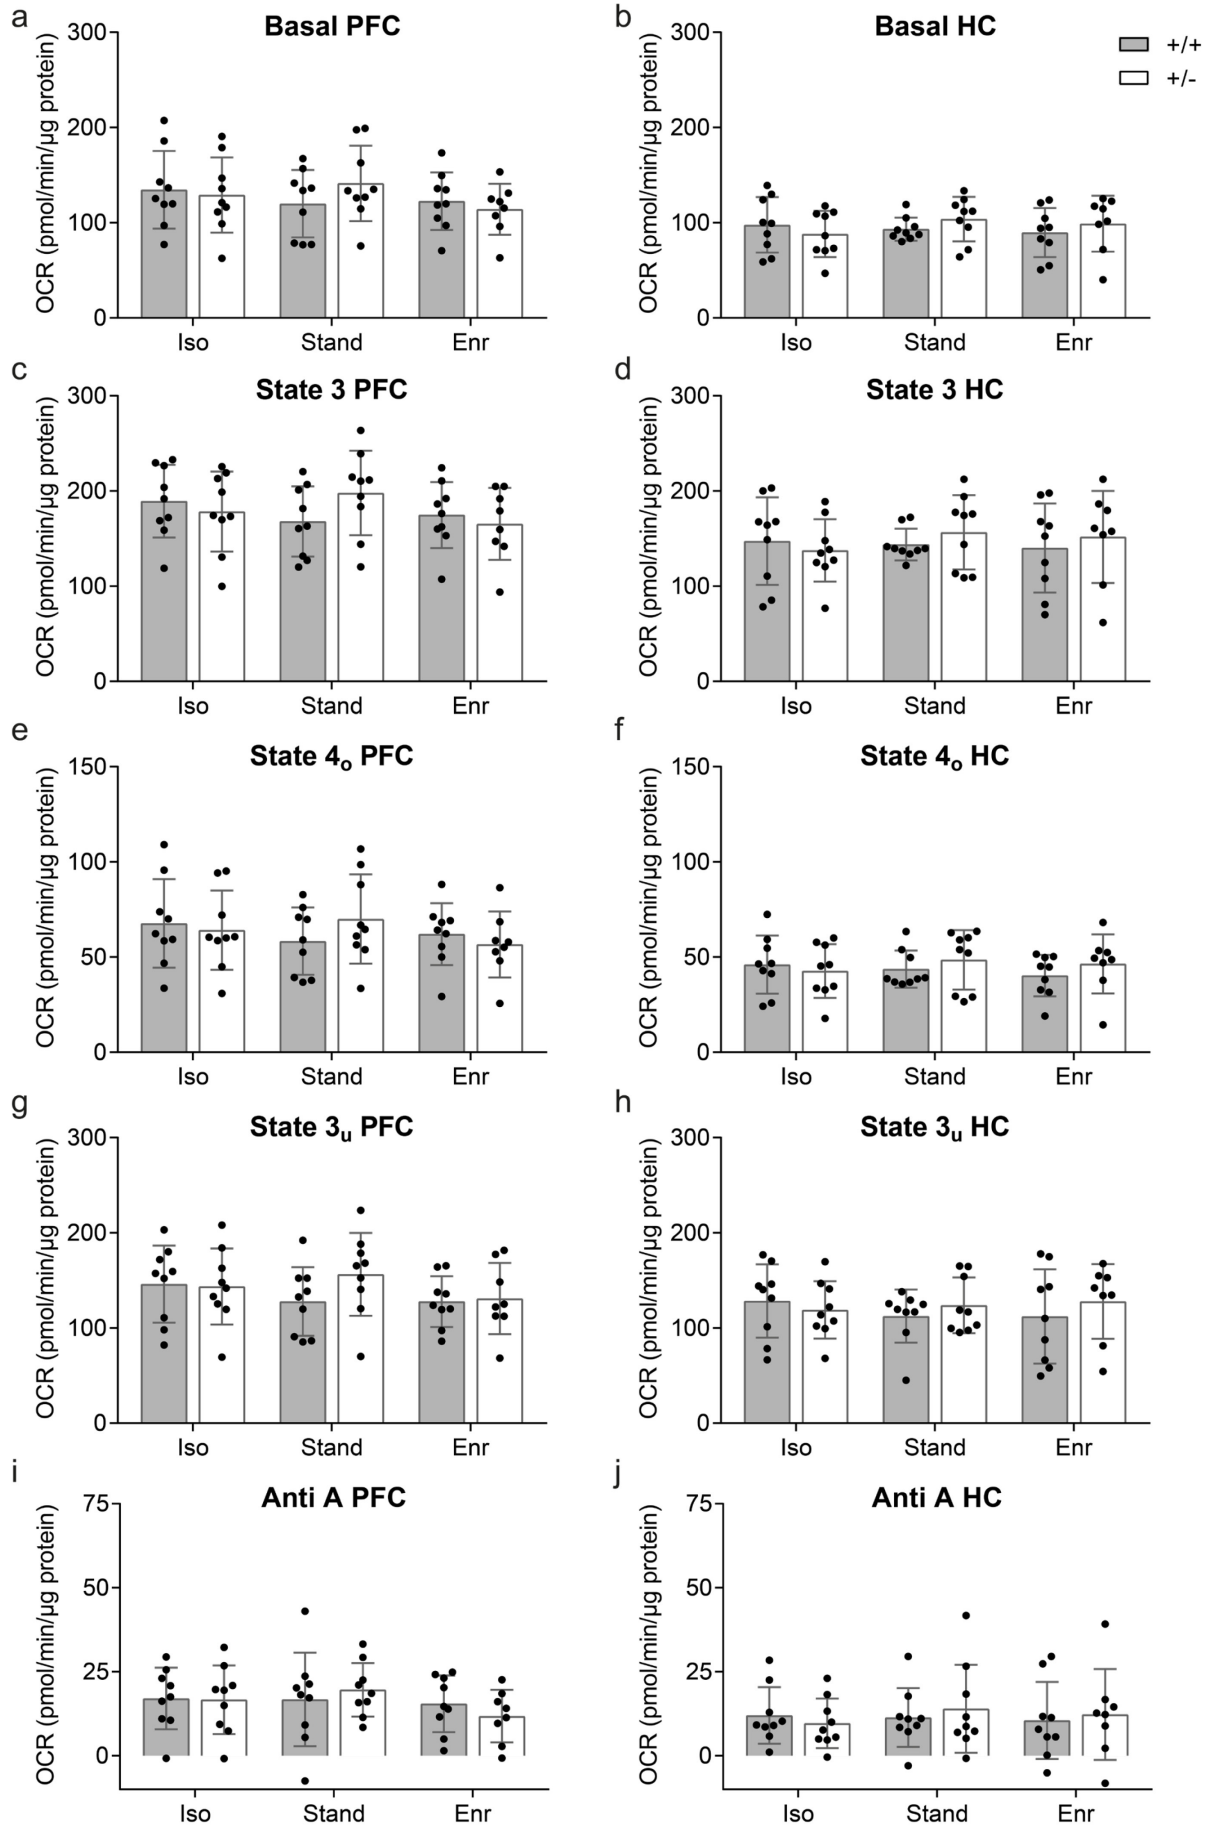 a
Basal PFC
OCR (pmol/min/µg protein)
300
200
100
0
Iso Stand Enr
b
Basal HC
OCR (pmol/min/µg protein)
300
200
100
0
Iso Stand Enr
+/+
+/-
c
State 3 PFC
OCR (pmol/min/µg protein)
300
200
100
0
Iso Stand Enr
d
State 3 HC
OCR (pmol/min/µg protein)
300
200
100
0
Iso Stand Enr
e
State 4o PFC
OCR (pmol/min/µg protein)
150
100
50
0
Iso Stand Enr
f
State 4o HC
OCR (pmol/min/µg protein)
150
100
50
0
Iso Stand Enr
g
State 3u PFC
OCR (pmol/min/µg protein)
300
200
100
0
Iso Stand Enr
h
State 3u HC
OCR (pmol/min/µg protein)
300
200
100
0
Iso Stand Enr
i
Anti A PFC
OCR (pmol/min/µg protein)
75
50
25
0
Iso Stand Enr
j
Anti A HC
OCR (pmol/min/µg protein)
75
50
25
0
Iso Stand Enr